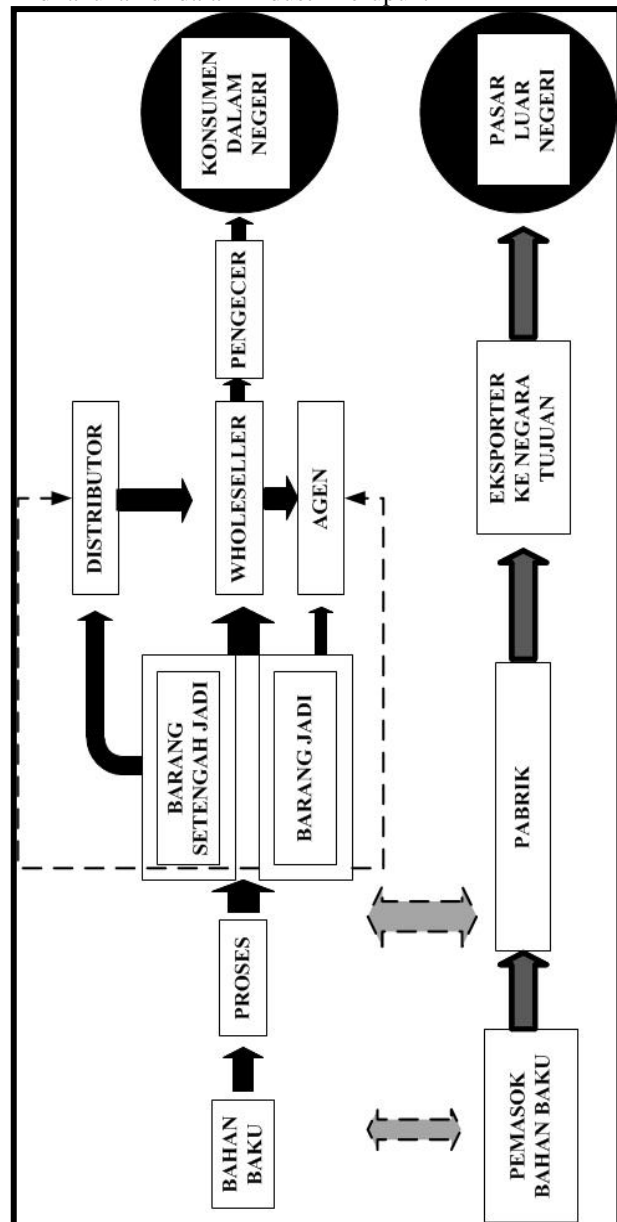 DISTRIBUTOR
BARANG
SETENGAH JADI
BAHAN
BAKU
PROSES
WHOLESELLER
PENGECER
KONSUMEN
DALAM
NEGERI
BARANG JADI
AGEN
PEMASOK
BAHAN BAKU
PABRIK
EKSPORTER
KE NEGARA
TUJUAN
PASAR
LUAR
NEGERI